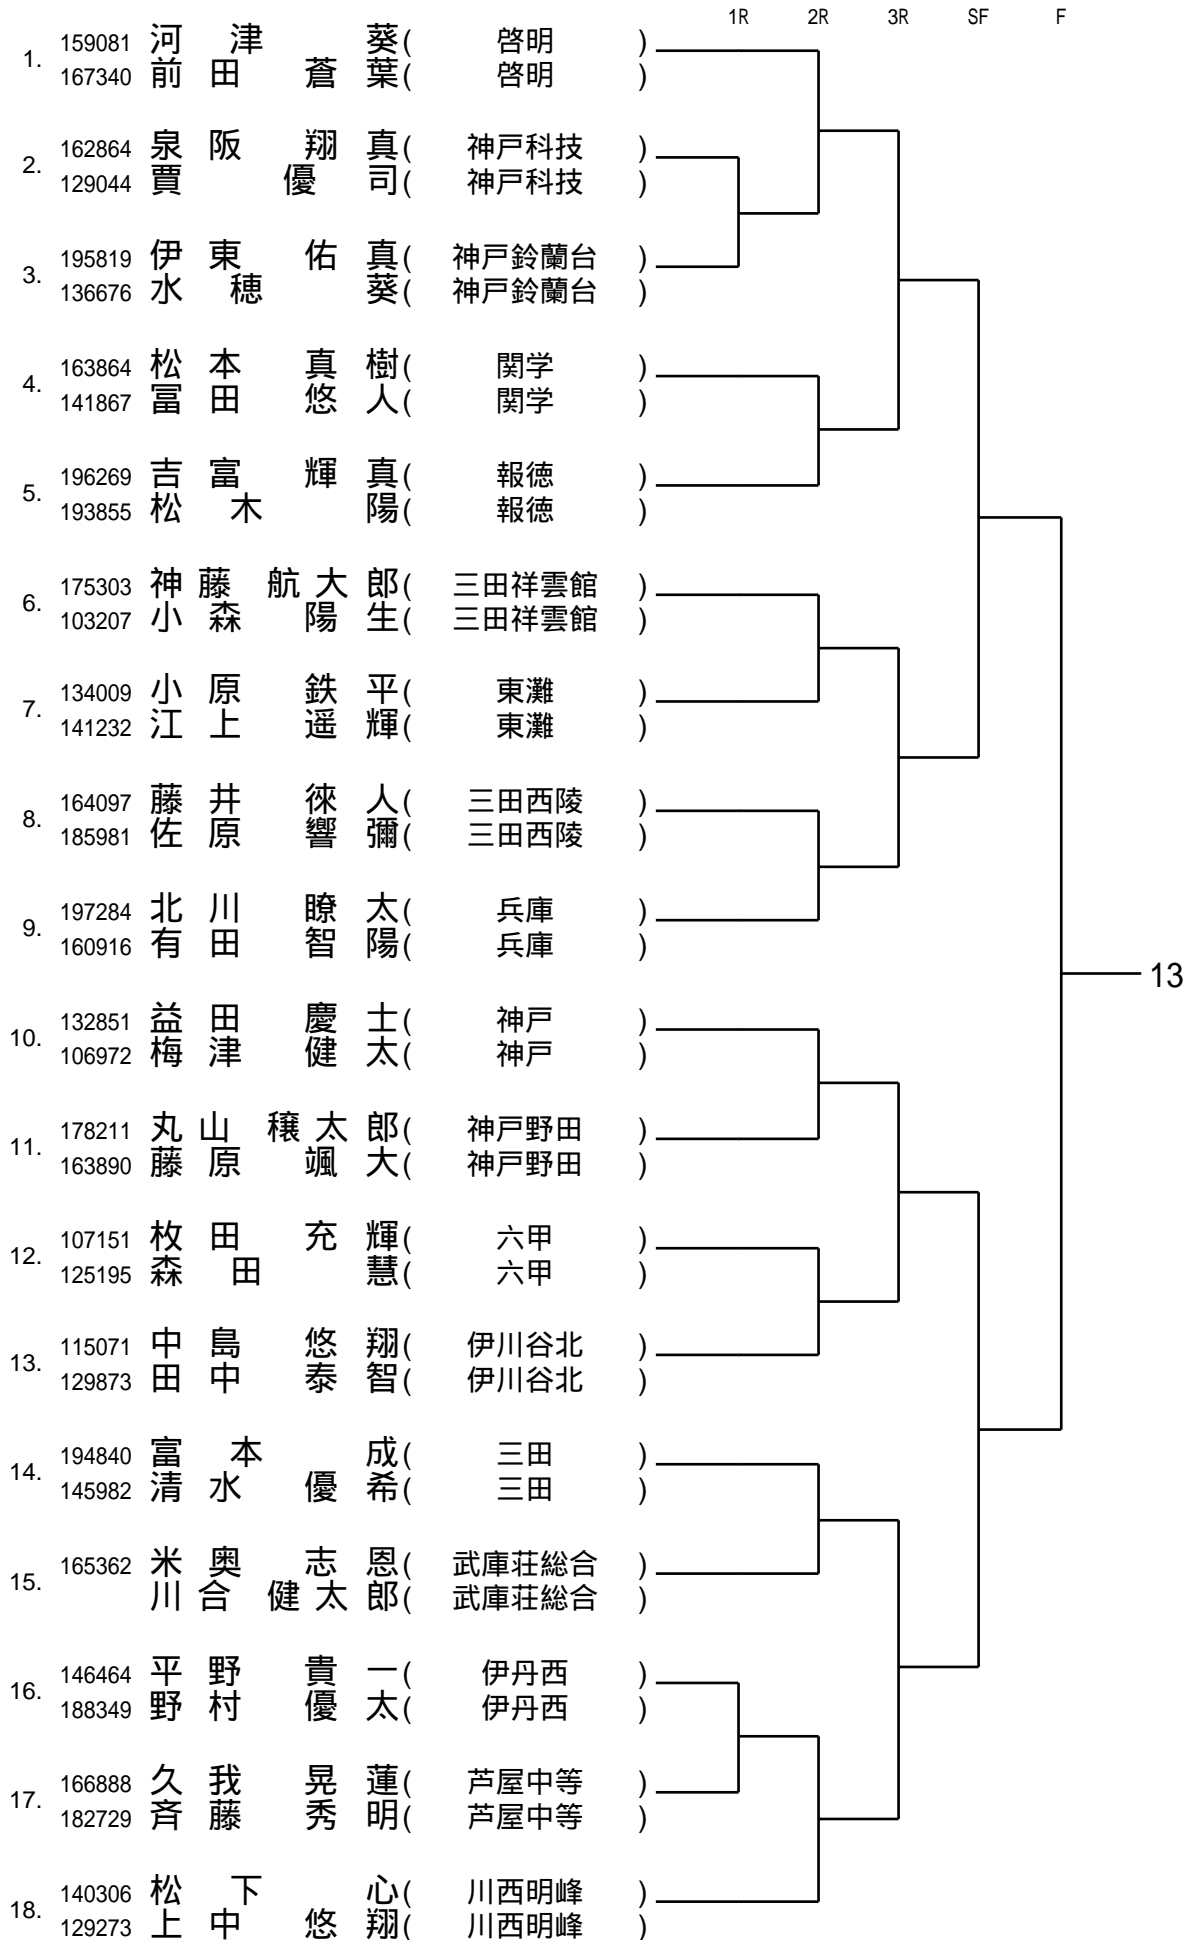 1R 2R 3R SF F
1. 159081 河津 葵( 啓明 )
167340 前田 蒼葉( 啓明 )
2. 162864 泉阪 翔真( 神戸科技 )
129044 賈 優司( 神戸科技 )
3. 195819 伊東 佑真( 神戸鈴蘭台 )
136676 水穂 葵( 神戸鈴蘭台 )
4. 163864 松本 真樹( 関学 )
141867 冨田 悠人( 関学 )
5. 196269 吉富 輝真( 報徳 )
193855 松木 陽( 報徳 )
6. 175303 神藤 航大郎( 三田祥雲館 )
103207 小森 陽生( 三田祥雲館 )
7. 134009 小原 鉄平( 東灘 )
141232 江上 遥輝( 東灘 )
8. 164097 藤井 徠人( 三田西陵 )
185981 佐原 響彌( 三田西陵 )
9. 197284 北川 瞭太( 兵庫 )
160916 有田 智陽( 兵庫 )
13
10. 132851 益田 慶士( 神戸 )
106972 梅津 健太( 神戸 )
11. 178211 丸山 穣太郎( 神戸野田 )
163890 藤原 颯大( 神戸野田 )
12. 107151 枚田 充輝( 六甲 )
125195 森田 慧( 六甲 )
13. 115071 中島 悠翔( 伊川谷北 )
129873 田中 泰智( 伊川谷北 )
14. 194840 富本 成( 三田 )
145982 清水 優希( 三田 )
15. 165362 米奥 志恩( 武庫荘総合 )
川合 健太郎( 武庫荘総合 )
16. 146464 平野 貴一( 伊丹西 )
188349 野村 優太( 伊丹西 )
17. 166888 久我 晃蓮( 芦屋中等 )
182729 斉藤 秀明( 芦屋中等 )
18. 140306 松下 心( 川西明峰 )
129273 上中 悠翔( 川西明峰 )